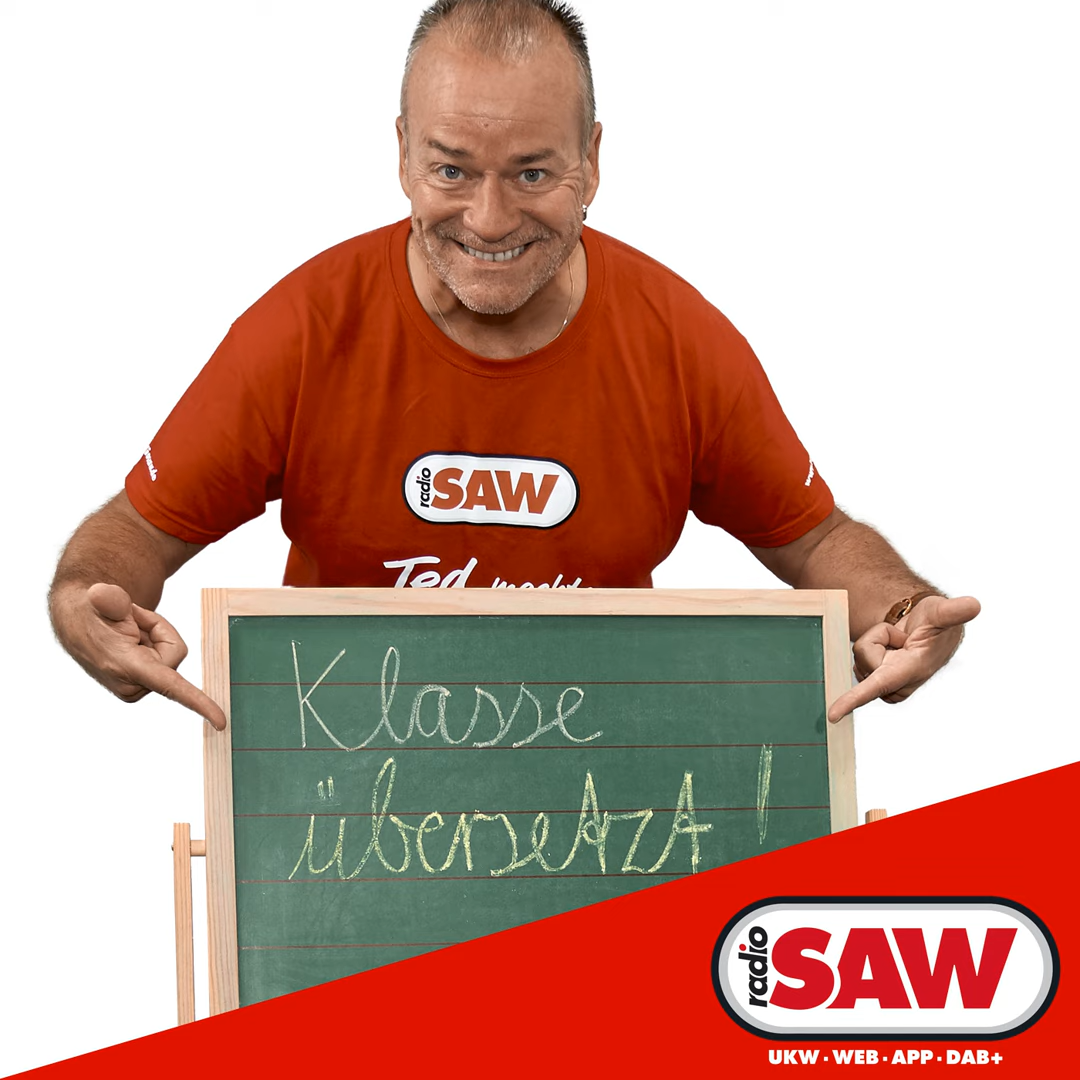 radio SAW
Ted
Klasse
übersetzt!
radio SAW
UKW · WEB · APP · DAB+